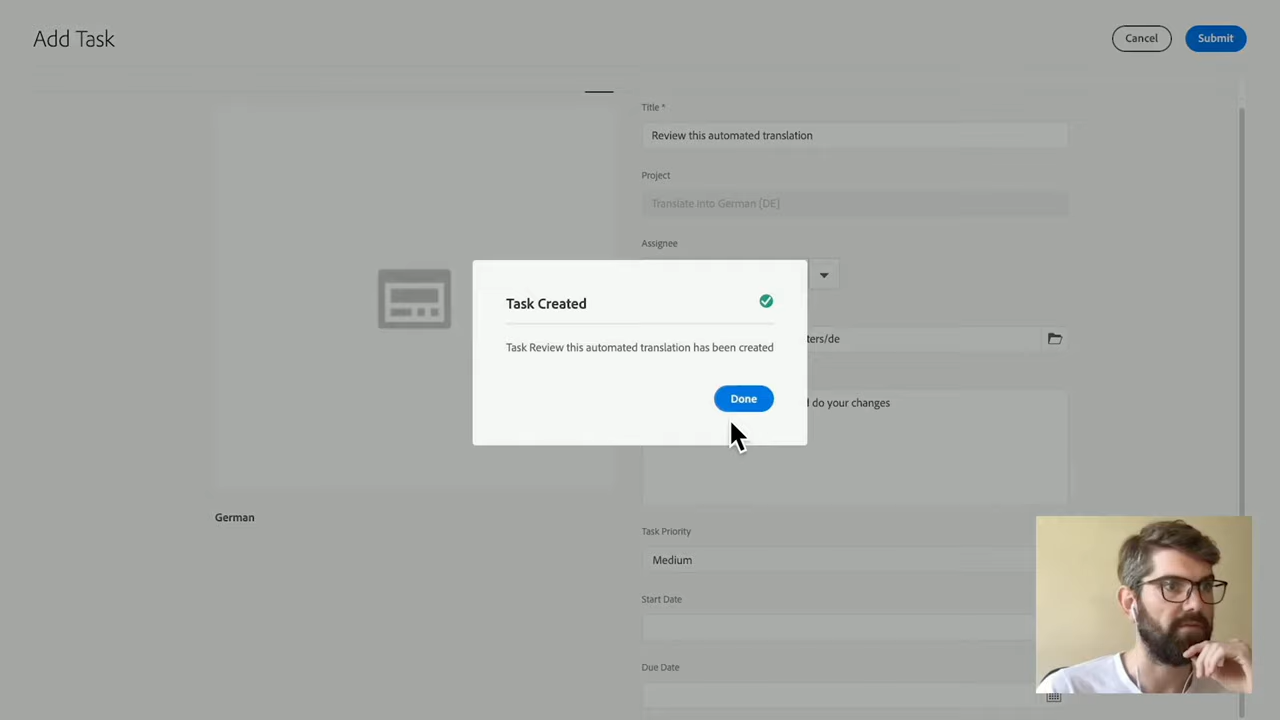 Add Task
Cancel
Submit
Title *
Review this automated translation
Project
Translate into German [DE]
Assignee
Task Created
Task Review this automated translation has been created
Done
ters/de
do your changes
German
Task Priority
Medium
Start Date
Due Date